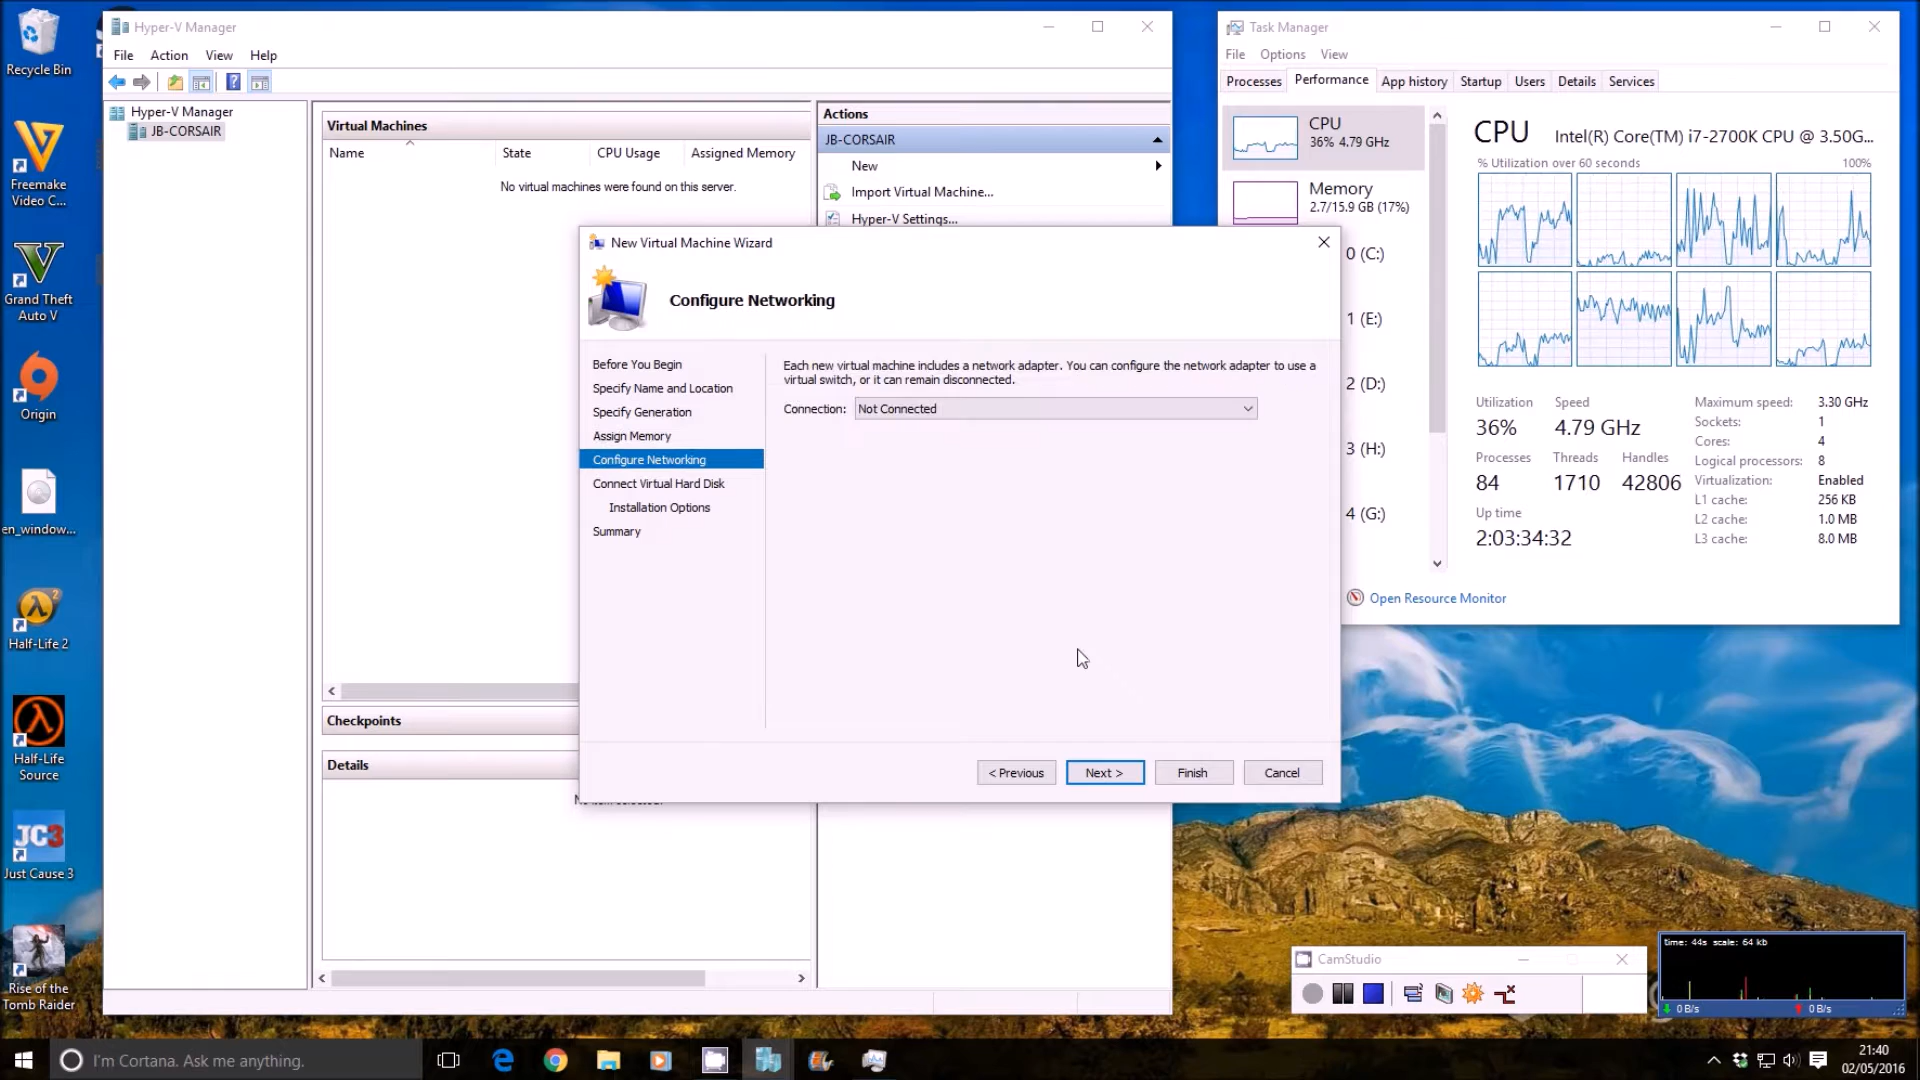 Recycle Bin
Freemake
Video C...
Grand Theft
Auto V
Origin
en_window...
Half-Life 2
Half-Life
Source
JC3
Just Cause 3
Rise of the
Tomb Raider
Hyper-V Manager
File Action View Help
Hyper-V Manager
JB-CORSAIR
Virtual Machines
Name State CPU Usage Assigned Memory
No virtual machines were found on this server.
Checkpoints
Details
Actions
JB-CORSAIR
New
Import Virtual Machine...
Hyper-V Settings...
New Virtual Machine Wizard
Configure Networking
Before You Begin
Specify Name and Location
Specify Generation
Assign Memory
Configure Networking
Connect Virtual Hard Disk
Installation Options
Summary
Each new virtual machine includes a network adapter. You can configure the network adapter to use a
virtual switch, or it can remain disconnected.
Connection: Not Connected
< Previous Next > Finish Cancel
Task Manager
File Options View
Processes Performance App history Startup Users Details Services
CPU
36% 4.79 GHz
Memory
2.7/15.9 GB (17%)
0 (C:)
1 (E:)
2 (D:)
3 (H:)
4 (G:)
CPU Intel(R) Core(TM) i7-2700K CPU @ 3.50G...
% Utilization over 60 seconds 100%
Utilization Speed
36% 4.79 GHz
Processes Threads Handles
84 1710 42806
Up time
2:03:34:32
Maximum speed: 3.30 GHz
Sockets: 1
Cores: 4
Logical processors: 8
Virtualization: Enabled
L1 cache: 256 KB
L2 cache: 1.0 MB
L3 cache: 8.0 MB
Open Resource Monitor
CamStudio
time: 44s scale: 64 kb
0 B/s 0 B/s
I'm Cortana. Ask me anything.
21:40
02/05/2016